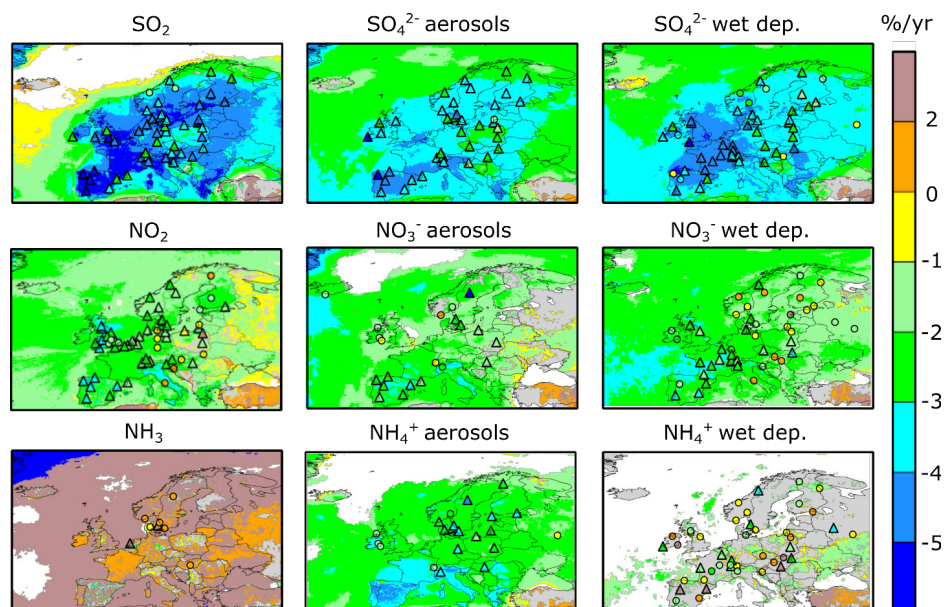 SO₂ SO₄²⁻ aerosols SO₄²⁻ wet dep. %/yr
2
0
-1
NO₂ NO₃⁻ aerosols NO₃⁻ wet dep.
-2
-3
NH₃ NH₄⁺ aerosols NH₄⁺ wet dep.
-4
-5